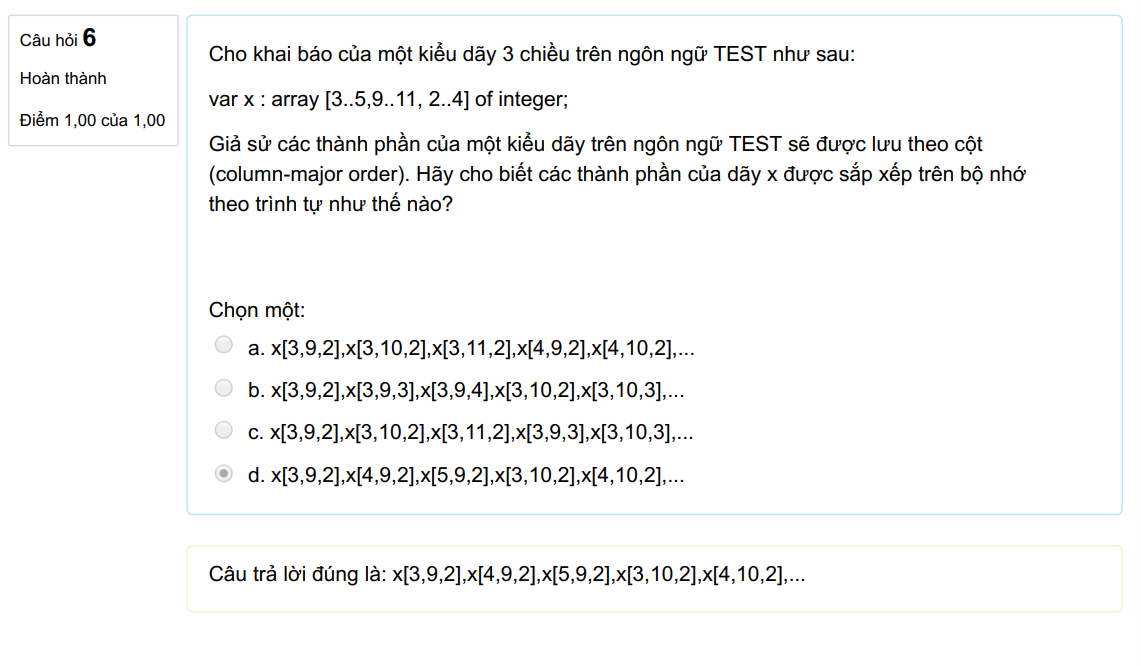 Câu hỏi 6
Hoàn thành
Điểm 1,00 của 1,00
Cho khai báo của một kiểu dãy 3 chiều trên ngôn ngữ TEST như sau:
var x : array [3..5,9..11, 2..4] of integer;
Giả sử các thành phần của một kiểu dãy trên ngôn ngữ TEST sẽ được lưu theo cột
(column-major order). Hãy cho biết các thành phần của dãy x được sắp xếp trên bộ nhớ
theo trình tự như thế nào?
Chọn một:
a. x[3,9,2],x[3,10,2],x[3,11,2],x[4,9,2],x[4,10,2],...
b. x[3,9,2],x[3,9,3],x[3,9,4],x[3,10,2],x[3,10,3],...
c. x[3,9,2],x[3,10,2],x[3,11,2],x[3,9,3],x[3,10,3],...
d. x[3,9,2],x[4,9,2],x[5,9,2],x[3,10,2],x[4,10,2],...
Câu trả lời đúng là: x[3,9,2],x[4,9,2],x[5,9,2],x[3,10,2],x[4,10,2],...